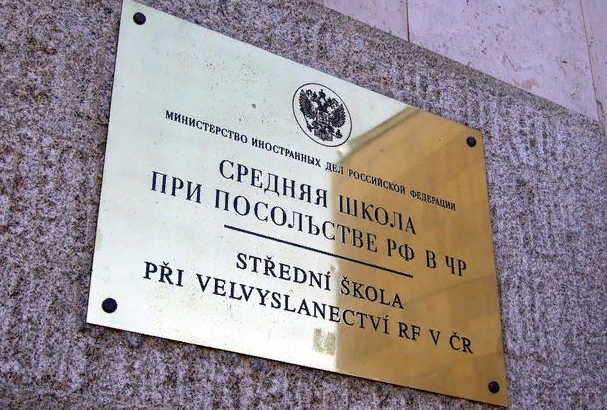 МИНИСТЕРСТВО ИНОСТРАННЫХ ДЕЛ РОССИЙСКОЙ ФЕДЕРАЦИИ
СРЕДНЯЯ ШКОЛА
ПРИ ПОСОЛЬСТВЕ РФ В ЧР
STŘEDNÍ ŠKOLA
PŘI VELVYSLANECTVÍ RF V ČR